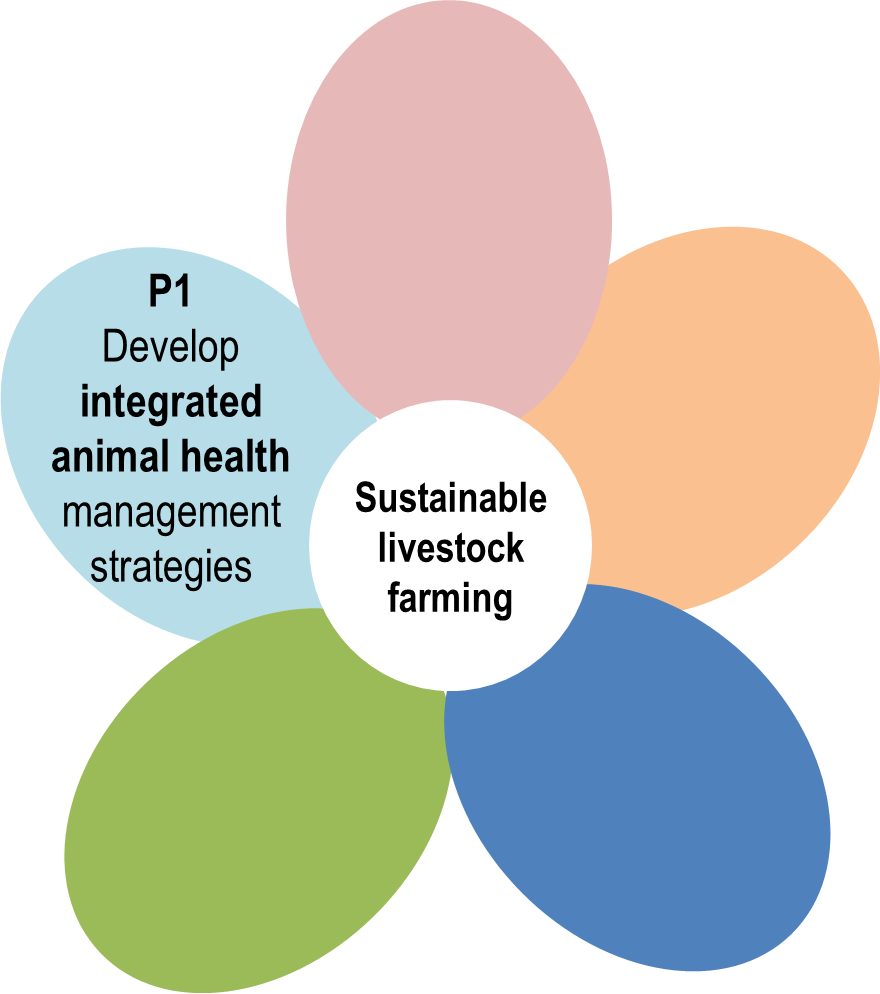 P1
Develop
integrated
animal health
management
strategies
Sustainable
livestock
farming